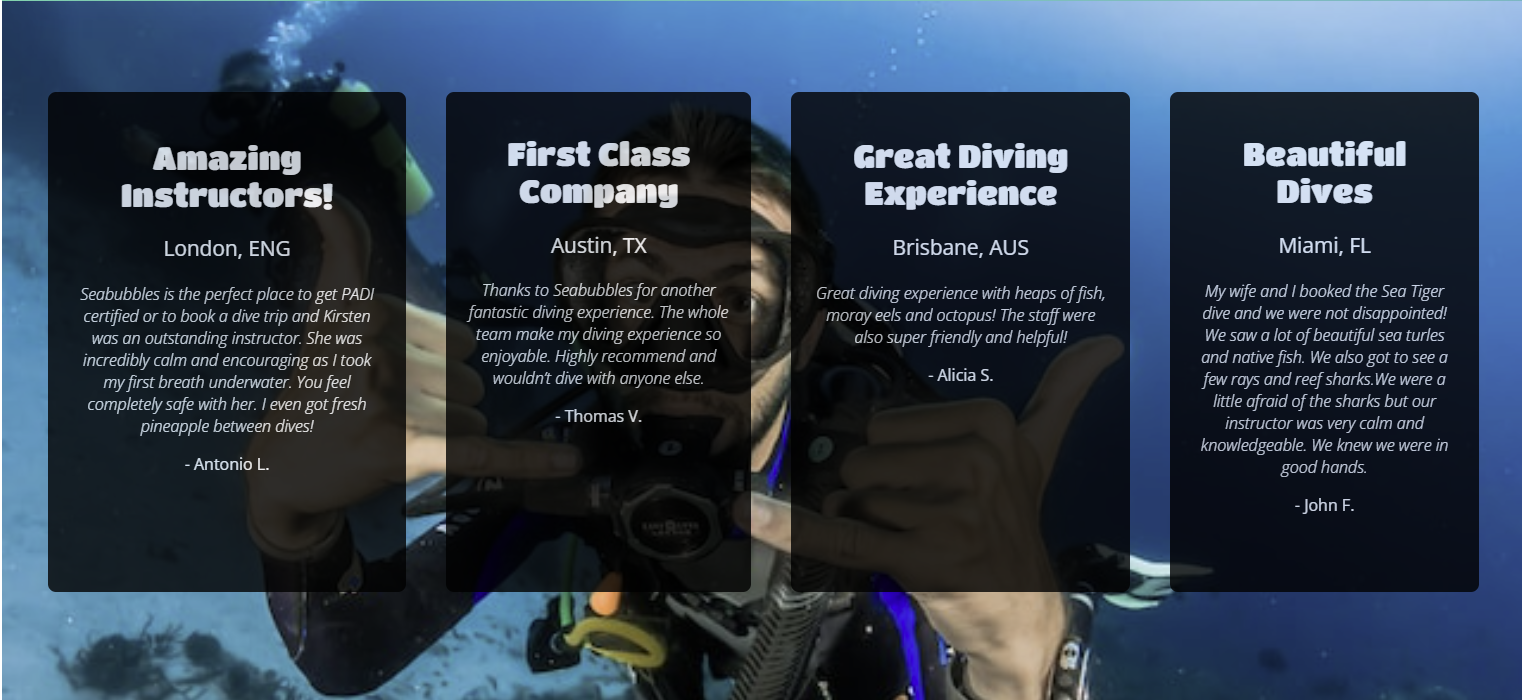 Amazing
Instructors!
London, ENG
Seabubbles is the perfect place to get PADI
certified or to book a dive trip and Kirsten
was an outstanding instructor. She was
incredibly calm and encouraging as I took
my first breath underwater. You feel
completely safe with her. I even got fresh
pineapple between dives!
- Antonio L.
First Class
Company
Austin, TX
Thanks to Seabubbles for another
fantastic diving experience. The whole
team make my diving experience so
enjoyable. Highly recommend and
wouldn't dive with anyone else.
- Thomas V.
Great Diving
Experience
Brisbane, AUS
Great diving experience with heaps of fish,
moray eels and octopus! The staff were
also super friendly and helpful!
- Alicia S.
Beautiful
Dives
Miami, FL
My wife and I booked the Sea Tiger
dive and we were not disappointed!
We saw a lot of beautiful sea turles
and native fish. We also got to see a
few rays and reef sharks.We were a
little afraid of the sharks but our
instructor was very calm and
knowledgeable. We knew we were in
good hands.
- John F.